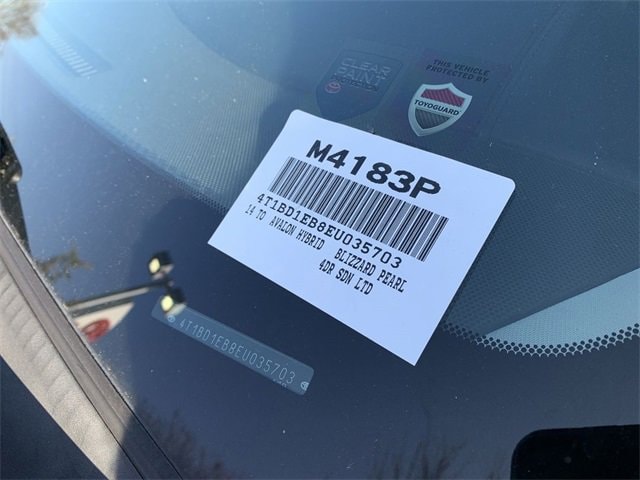 CLEAR
PAINT
PROTECTION
THIS VEHICLE
PROTECTED BY
TOYOGUARD
M4183P
4T1BD1EB8EU035703
14 TO AVALON HYBRID BLIZZARD PEARL
4DR SDN LTD
4T1BD1EB8EU035703